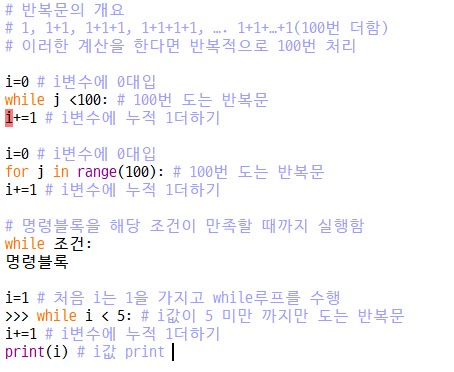 # 반복문의 개요
# 1, 1+1, 1+1+1, 1+1+1+1, …. 1+1+…+1(100번 더함)
# 이러한 계산을 한다면 반복적으로 100번 처리
i=0 # i변수에 0대입
while j <100: # 100번 도는 반복문
i+=1 # i변수에 누적 1더하기
i=0 # i변수에 0대입
for j in range(100): # 100번 도는 반복문
i+=1 # i변수에 누적 1더하기
# 명령블록을 해당 조건이 만족할 때까지 실행함
while 조건:
명령블록
i=1 # 처음 i는 1을 가지고 while루프를 수행
>>> while i < 5: # i값이 5 미만 까지만 도는 반복문
i+=1 # i변수에 누적 1더하기
print(i) # i값 print